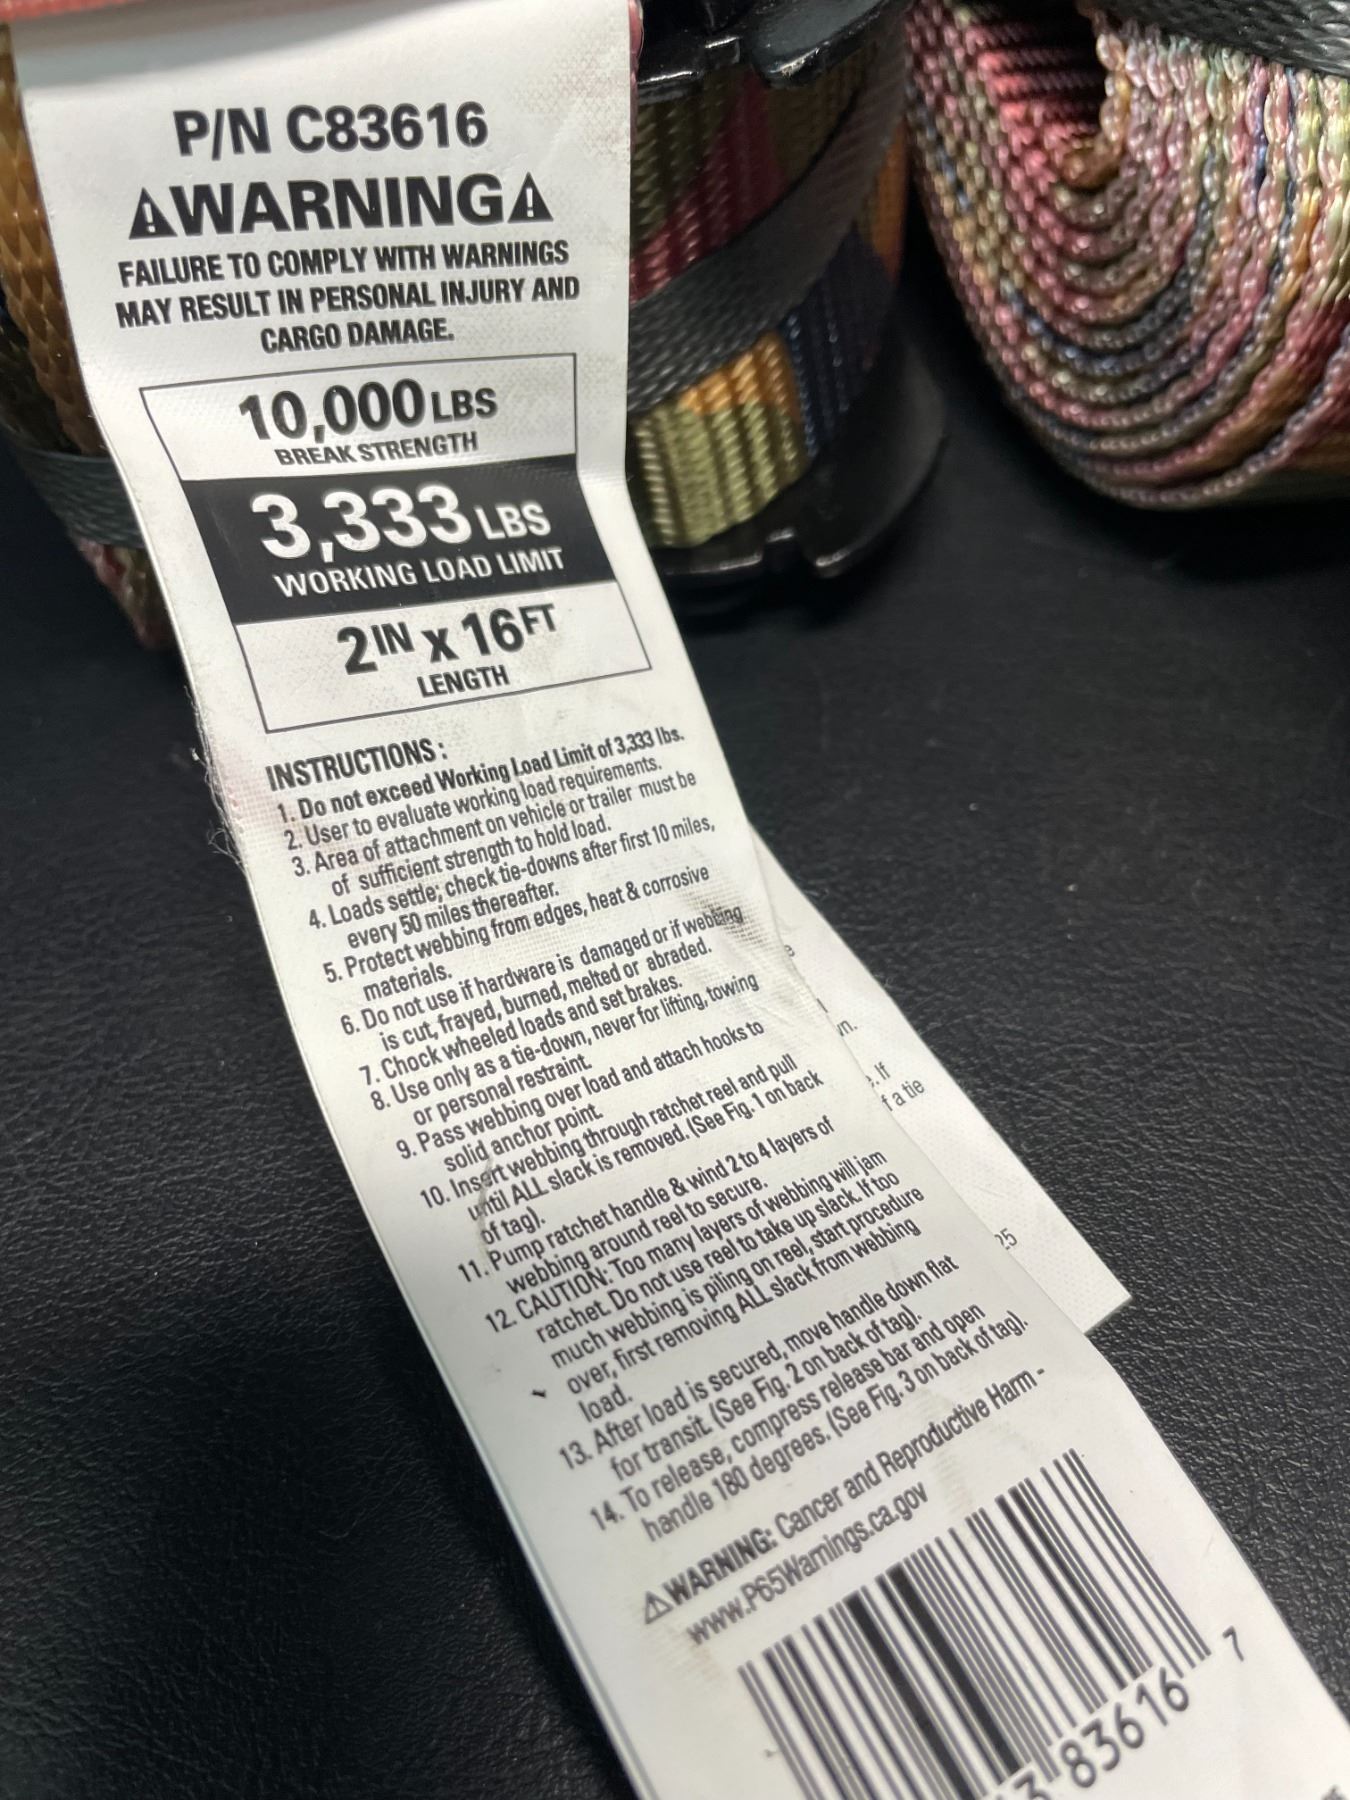 P/N C83616
⚠WARNING⚠
FAILURE TO COMPLY WITH WARNINGS
MAY RESULT IN PERSONAL INJURY AND
CARGO DAMAGE.
10,000 LBS
BREAK STRENGTH
3,333 LBS
WORKING LOAD LIMIT
2IN x 16FT
LENGTH
INSTRUCTIONS:
1. Do not exceed Working Load Limit of 3,333 lbs.
2. User to evaluate working load requirements.
3. Area of attachment on vehicle or trailer must be
of sufficient strength to hold load.
4. Loads settle; check tie-downs after first 10 miles,
every 50 miles thereafter.
5. Protect webbing from edges, heat & corrosive
materials.
6. Do not use if hardware is damaged or if webbing
is cut, frayed, burned, melted or abraded.
7. Chock wheeled loads and set brakes.
8. Use only as a tie-down, never for lifting, towing
or personal restraint.
9. Pass webbing over load and attach hooks to
solid anchor point.
10. Insert webbing through ratchet reel and pull
until ALL slack is removed. (See Fig. 1 on back
of tag).
11. Pump ratchet handle & wind 2 to 4 layers of
webbing around reel to secure.
12. CAUTION: Too many layers of webbing will jam
ratchet. Do not use reel to take up slack. If too
much webbing is piling on reel, start procedure
over, first removing ALL slack from webbing
load.
13. After load is secured, move handle down flat
for transit. (See Fig. 2 on back of tag).
14. To release, compress release bar and open
handle 180 degrees. (See Fig. 3 on back of tag).
⚠WARNING: Cancer and Reproductive Harm -
www.P65Warnings.ca.gov
3 83616 7
. If
f a tie
25